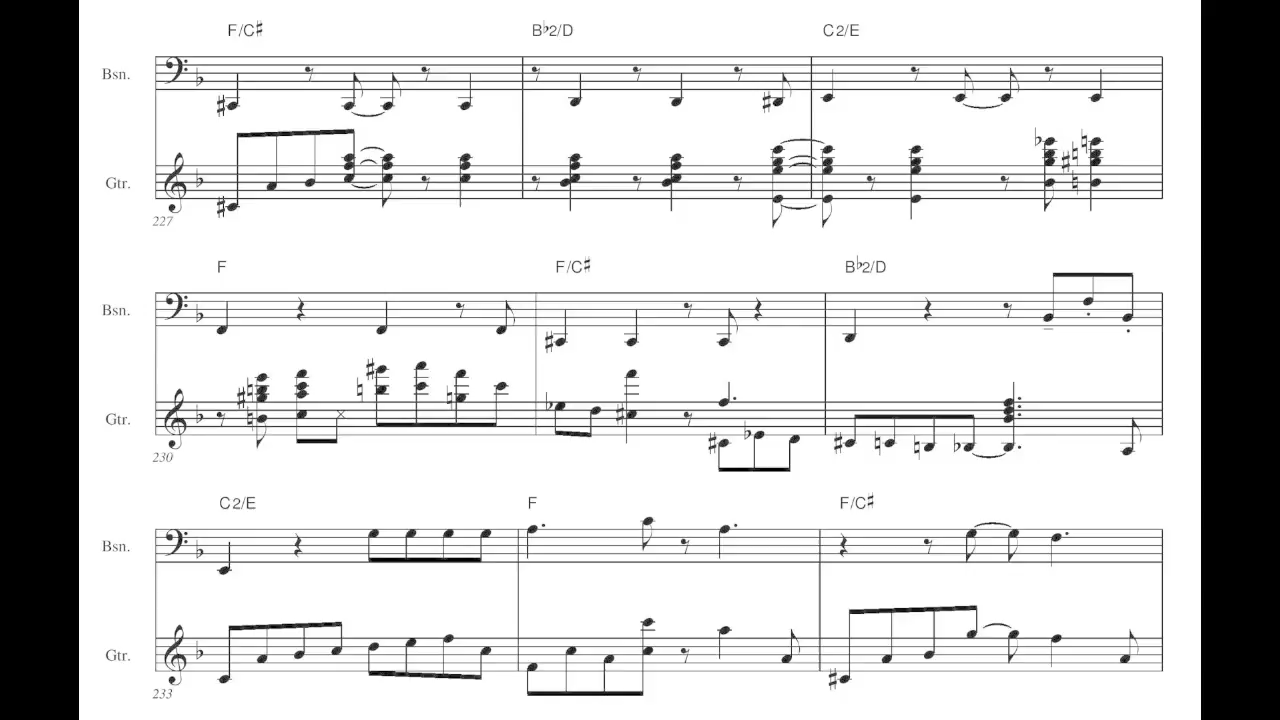 F/C♯ B♭2/D C2/E
Bsn.
Gtr.
227
F F/C♯ B♭2/D
Bsn.
Gtr.
230
C2/E F F/C♯
Bsn.
Gtr.
233